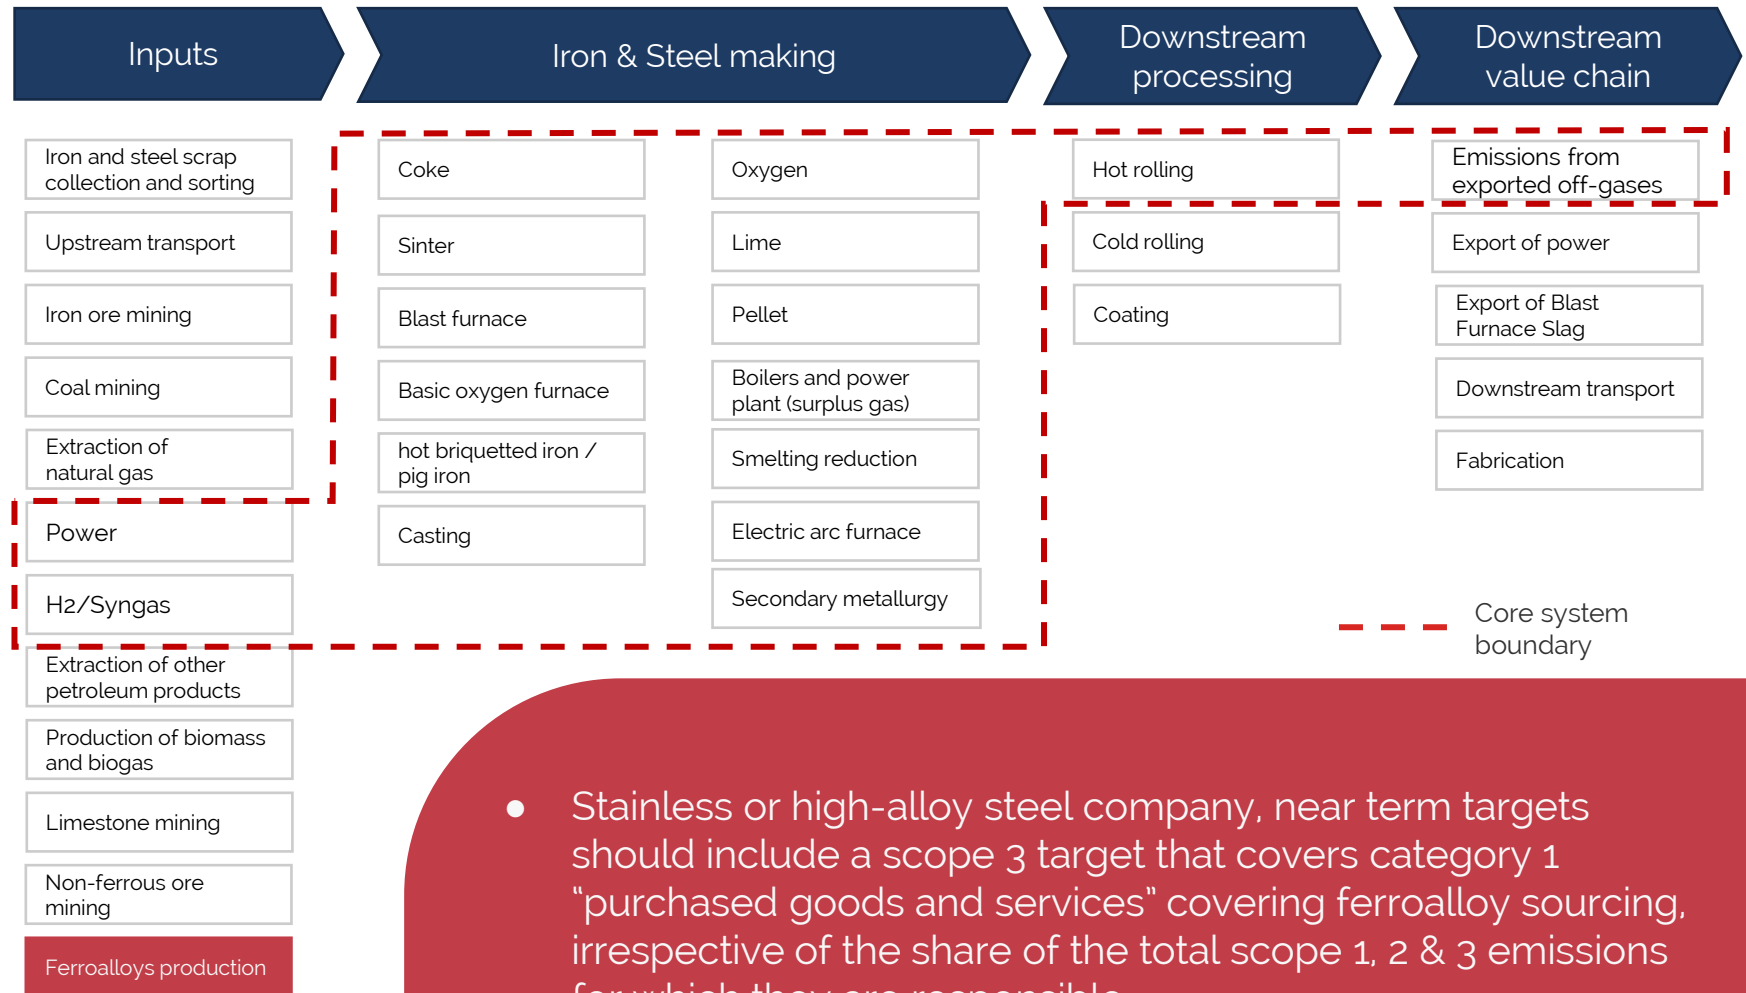 Inputs
Iron & Steel making
Downstream
processing
Downstream
value chain
Iron and steel scrap
collection and sorting
Upstream transport
Iron ore mining
Coal mining
Extraction of
natural gas
Power
H2/Syngas
Extraction of other
petroleum products
Production of biomass
and biogas
Limestone mining
Non-ferrous ore
mining
Ferroalloys production
Coke
Sinter
Blast furnace
Basic oxygen furnace
hot briquetted iron /
pig iron
Casting
Oxygen
Lime
Pellet
Boilers and power
plant (surplus gas)
Smelting reduction
Electric arc furnace
Secondary metallurgy
Hot rolling
Cold rolling
Coating
Emissions from
exported off-gases
Export of power
Export of Blast
Furnace Slag
Downstream transport
Fabrication
Core system
boundary
● Stainless or high-alloy steel company, near term targets
should include a scope 3 target that covers category 1
“purchased goods and services” covering ferroalloy sourcing,
irrespective of the share of the total scope 1, 2 & 3 emissions
for which they are responsible